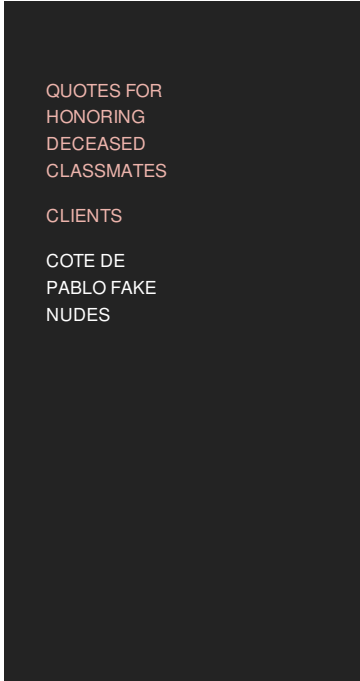 QUOTES FOR
HONORING
DECEASED
CLASSMATES
CLIENTS
COTE DE
PABLO FAKE
NUDES